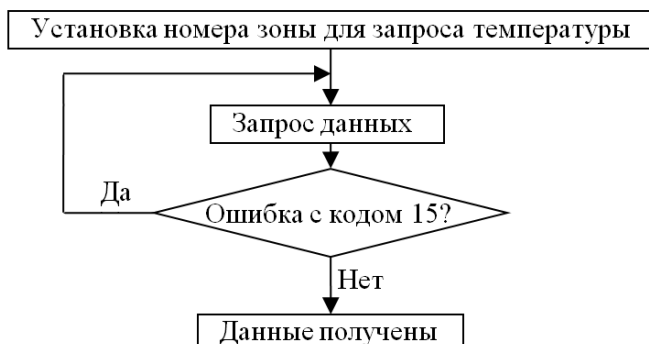 Установка номера зоны для запроса температуры
Запрос данных
Да
Ошибка с кодом 15?
Нет
Данные получены